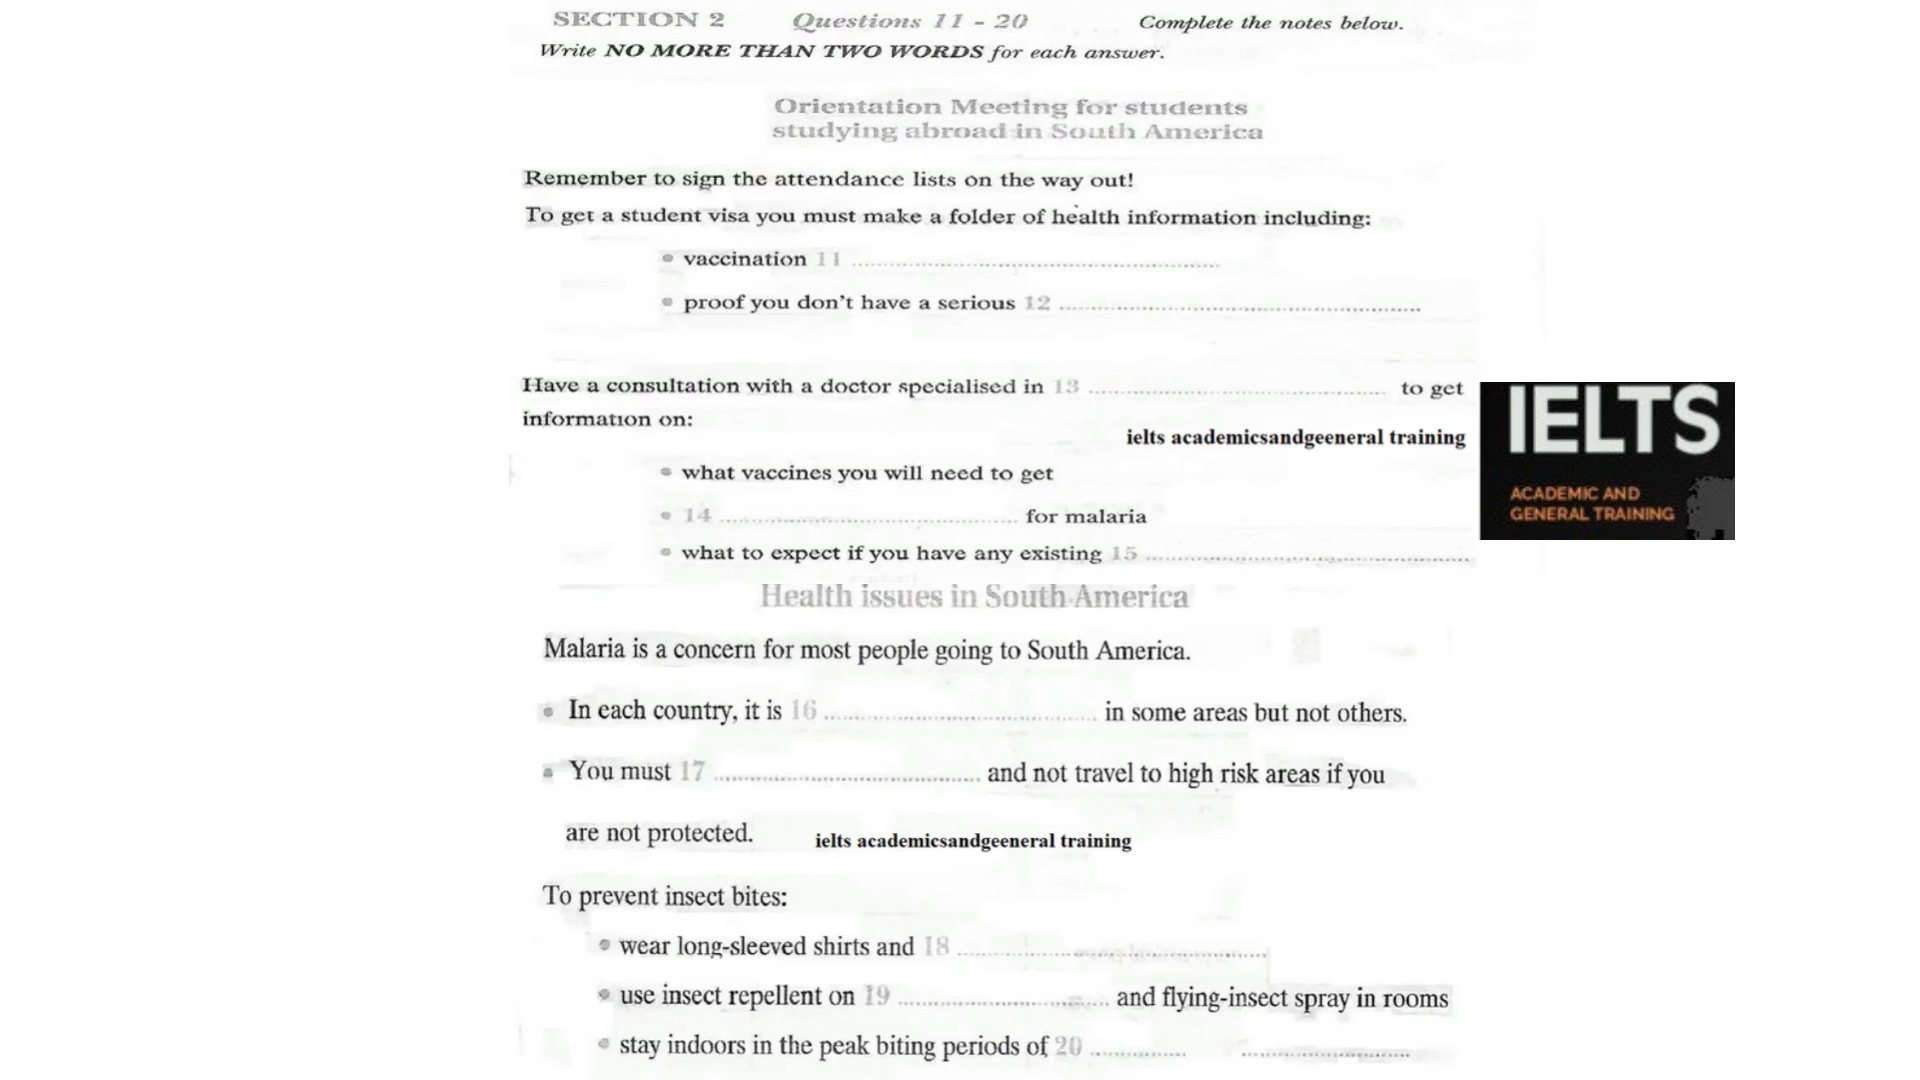 SECTION 2 Questions 11 - 20 Complete the notes below.
Write NO MORE THAN TWO WORDS for each answer.
Orientation Meeting for students
studying abroad in South America
Remember to sign the attendance lists on the way out!
To get a student visa you must make a folder of health information including:
• vaccination 11 ........................................
• proof you don't have a serious 12 ........................................
Have a consultation with a doctor specialised in 13 ........................................ to get
information on:
ielts academicsandgeeneral training
IELTS
ACADEMIC AND
GENERAL TRAINING
• what vaccines you will need to get
• 14 ........................................ for malaria
• what to expect if you have any existing 15 ........................................
Health issues in South America
Malaria is a concern for most people going to South America.
• In each country, it is 16 ........................................ in some areas but not others.
• You must 17 ........................................ and not travel to high risk areas if you
are not protected.
ielts academicsandgeeneral training
To prevent insect bites:
• wear long-sleeved shirts and 18 ........................................
• use insect repellent on 19 ........................................ and flying-insect spray in rooms
• stay indoors in the peak biting periods of 20 ............ ....................